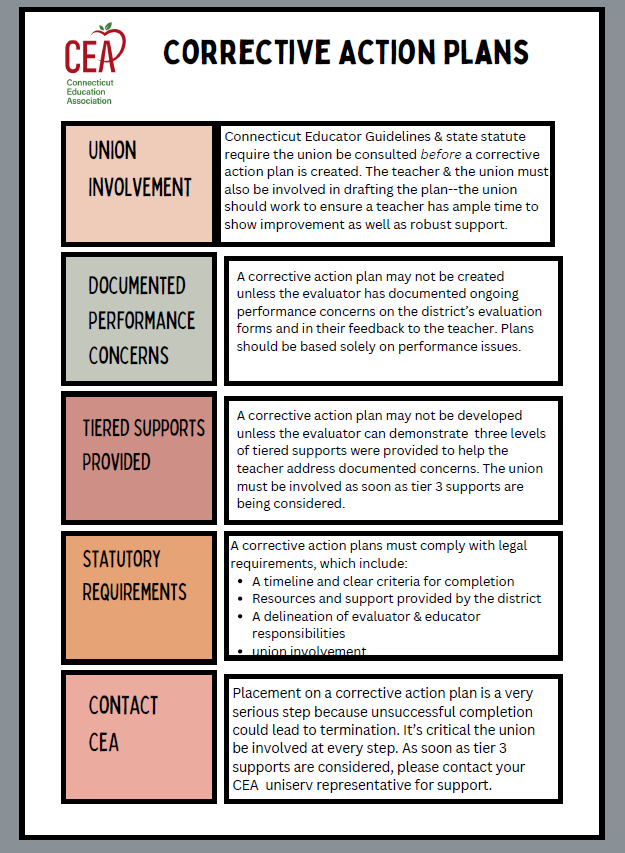 CEA
Connecticut
Education
Association
CORRECTIVE ACTION PLANS
UNION
INVOLVEMENT
Connecticut Educator Guidelines & state statute
require the union be consulted before a corrective
action plan is created. The teacher & the union must
also be involved in drafting the plan--the union
should work to ensure a teacher has ample time to
show improvement as well as robust support.
DOCUMENTED
PERFORMANCE
CONCERNS
A corrective action plan may not be created
unless the evaluator has documented ongoing
performance concerns on the district's evaluation
forms and in their feedback to the teacher. Plans
should be based solely on performance issues.
TIERED SUPPORTS
PROVIDED
A corrective action plan may not be developed
unless the evaluator can demonstrate three levels
of tiered supports were provided to help the
teacher address documented concerns. The union
must be involved as soon as tier 3 supports are
being considered.
STATUTORY
REQUIREMENTS
A corrective action plans must comply with legal
requirements, which include:
• A timeline and clear criteria for completion
• Resources and support provided by the district
• A delineation of evaluator & educator
responsibilities
• union involvement
CONTACT
CEA
Placement on a corrective action plan is a very
serious step because unsuccessful completion
could lead to termination. It's critical the union
be involved at every step. As soon as tier 3
supports are considered, please contact your
CEA uniserv representative for support.